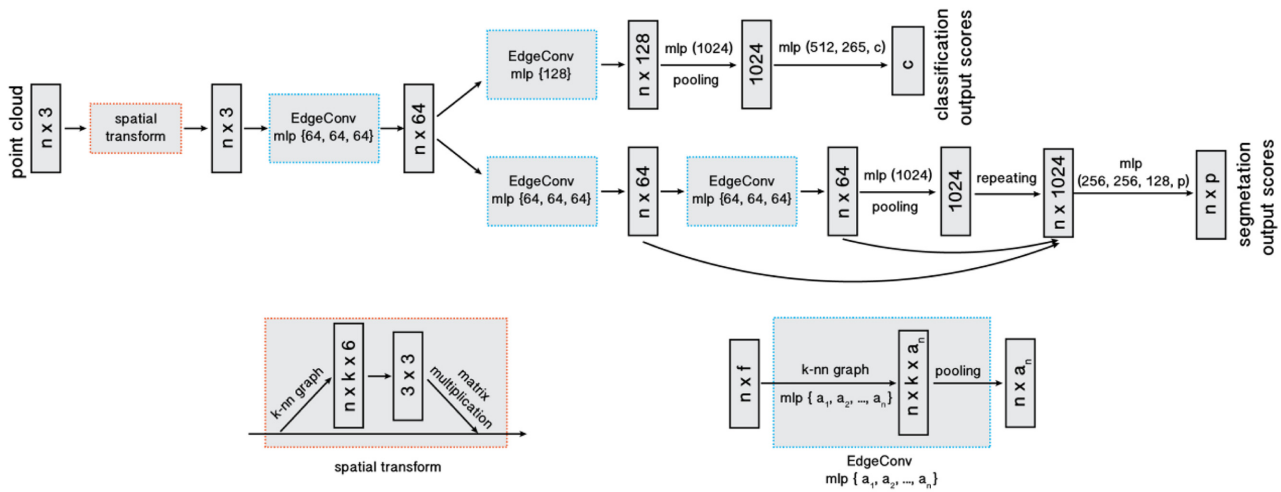 point cloud
n x 3
spatial
transform
n x 3
EdgeConv
mlp {64, 64, 64}
n x 64
EdgeConv
mlp {128}
n x 128
mlp (1024)
pooling
1024
mlp (512, 265, c)
c
classification
output scores
EdgeConv
mlp {64, 64, 64}
n x 64
EdgeConv
mlp {64, 64, 64}
n x 64
mlp (1024)
pooling
1024
repeating
n x 1024
mlp
(256, 256, 128, p)
n x p
segmetation
output scores
k-nn graph
n x k x 6
3 x 3
matrix
multiplication
spatial transform
n x f
k-nn graph
mlp { a₁, a₂, ..., aₙ}
n x k x aₙ
pooling
n x aₙ
EdgeConv
mlp { a₁, a₂, ..., aₙ}